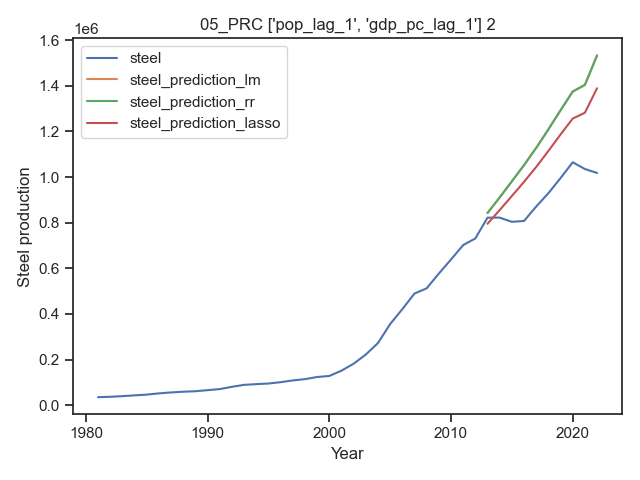 05_PRC ['pop_lag_1', 'gdp_pc_lag_1'] 2
1e6
1.6
1.4
1.2
1.0
0.8
0.6
0.4
0.2
0.0
Steel production
steel
steel_prediction_lm
steel_prediction_rr
steel_prediction_lasso
1980
1990
2000
2010
2020
Year